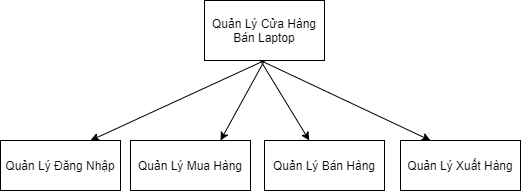 Quản Lý Cửa Hàng
Bán Laptop
Quản Lý Đăng Nhập
Quản Lý Mua Hàng
Quản Lý Bán Hàng
Quản Lý Xuất Hàng